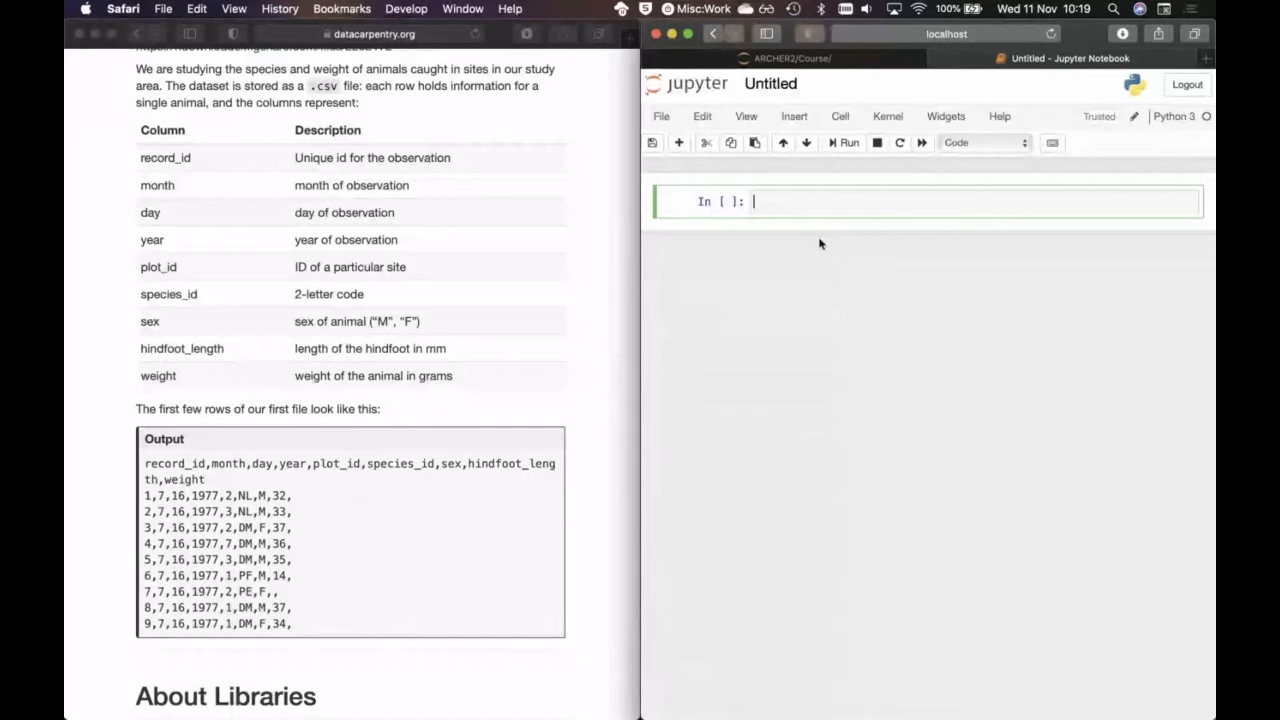 Safari File Edit View History Bookmarks Develop Window Help Misc:Work 100% Wed 11 Nov 10:19
datacarpentry.org
We are studying the species and weight of animals caught in sites in our study
area. The dataset is stored as a .csv file: each row holds information for a
single animal, and the columns represent:
Column Description
record_id Unique id for the observation
month month of observation
day day of observation
year year of observation
plot_id ID of a particular site
species_id 2-letter code
sex sex of animal (“M”, “F”)
hindfoot_length length of the hindfoot in mm
weight weight of the animal in grams
The first few rows of our first file look like this:
Output
record_id,month,day,year,plot_id,species_id,sex,hindfoot_leng
th,weight
1,7,16,1977,2,NL,M,32,
2,7,16,1977,3,NL,M,33,
3,7,16,1977,2,DM,F,37,
4,7,16,1977,7,DM,M,36,
5,7,16,1977,3,DM,M,35,
6,7,16,1977,1,PF,M,14,
7,7,16,1977,2,PE,F,,
8,7,16,1977,1,DM,M,37,
9,7,16,1977,1,DM,F,34,
About Libraries
localhost
ARCHER2/Course/ Untitled - Jupyter Notebook
jupyter Untitled Logout
File Edit View Insert Cell Kernel Widgets Help Trusted Python 3
Run Code
In [ ]: